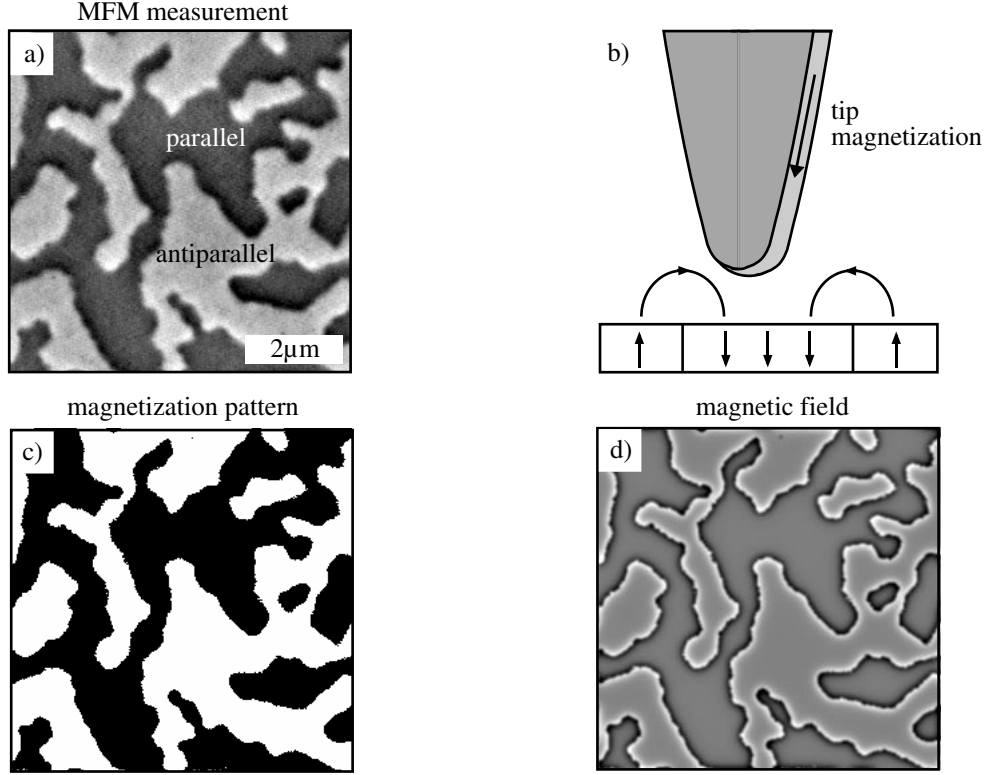 MFM measurement
a)
parallel
antiparallel
2µm
b)
tip
magnetization
magnetization pattern
c)
magnetic field
d)